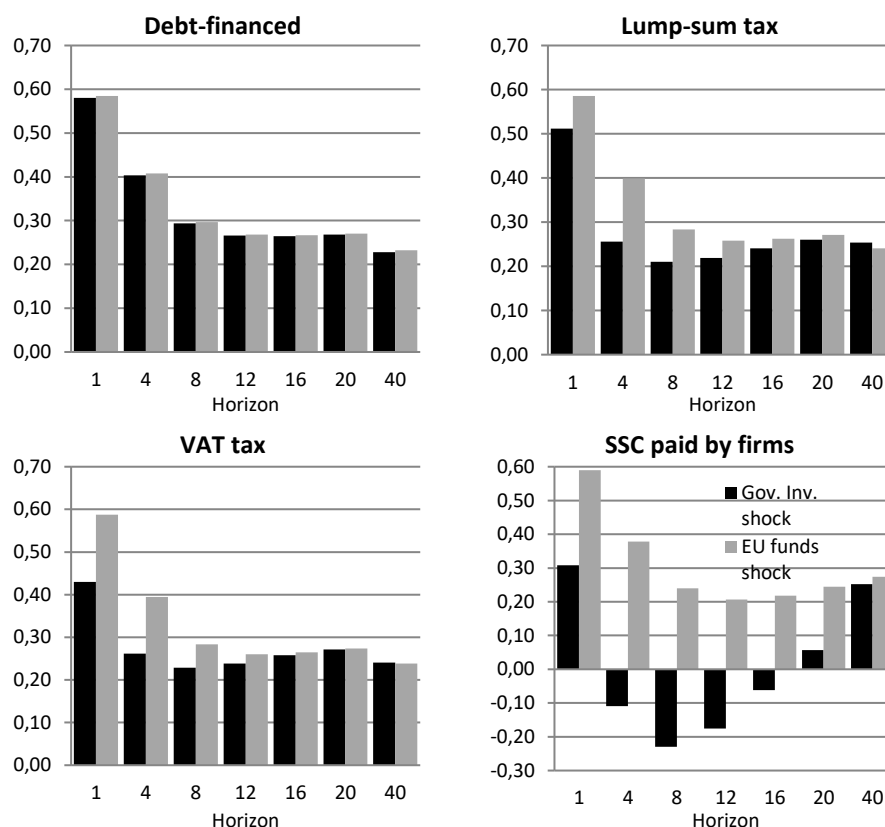 Debt-financed
0,70
0,60
0,50
0,40
0,30
0,20
0,10
0,00
1 4 8 12 16 20 40
Horizon
Lump-sum tax
0,70
0,60
0,50
0,40
0,30
0,20
0,10
0,00
1 4 8 12 16 20 40
Horizon
VAT tax
0,70
0,60
0,50
0,40
0,30
0,20
0,10
0,00
1 4 8 12 16 20 40
Horizon
SSC paid by firms
0,60
0,50
0,40
0,30
0,20
0,10
0,00
-0,10
-0,20
-0,30
Gov. Inv.
shock
EU funds
shock
1 4 8 12 16 20 40
Horizon